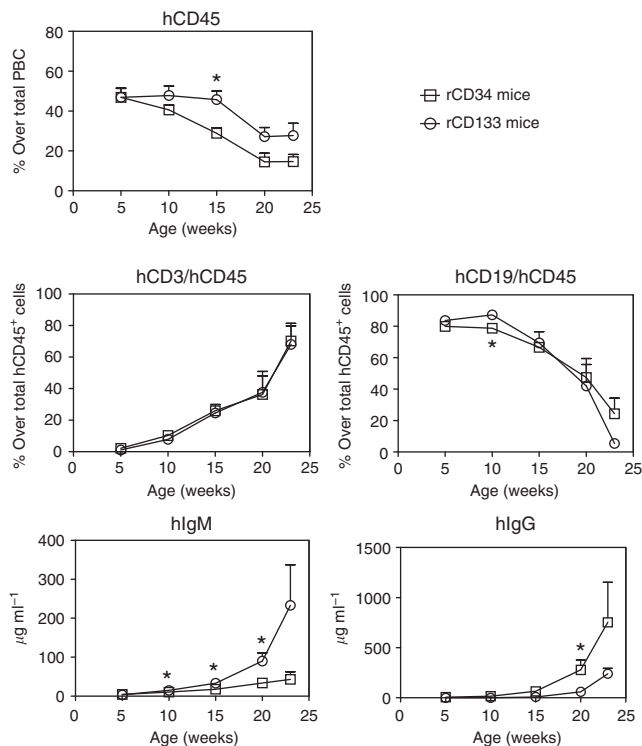 hCD45
% Over total PBC
80
60
40
20
0
0 5 10 15 20 25
Age (weeks)
*
rCD34 mice
rCD133 mice
hCD3/hCD45
% Over total hCD45+ cells
100
80
60
40
20
0
0 5 10 15 20 25
Age (weeks)
hCD19/hCD45
% Over total hCD45+ cells
100
80
60
40
20
0
0 5 10 15 20 25
Age (weeks)
*
hIgM
µg ml−1
400
300
200
100
0
0 5 10 15 20 25
Age (weeks)
* * *
hIgG
µg ml−1
1500
1000
500
250
0
0 5 10 15 20 25
Age (weeks)
*